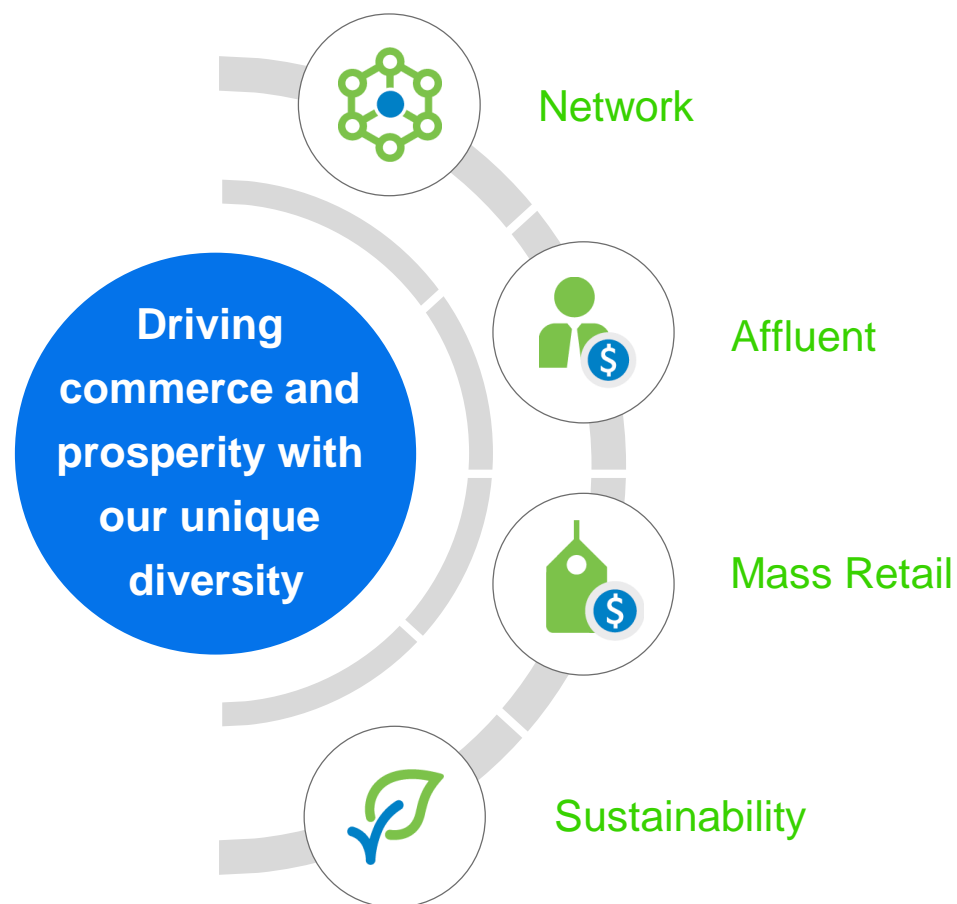 Network
Affluent
Driving
commerce and
prosperity with
our unique
diversity
$
Mass Retail
$
Sustainability